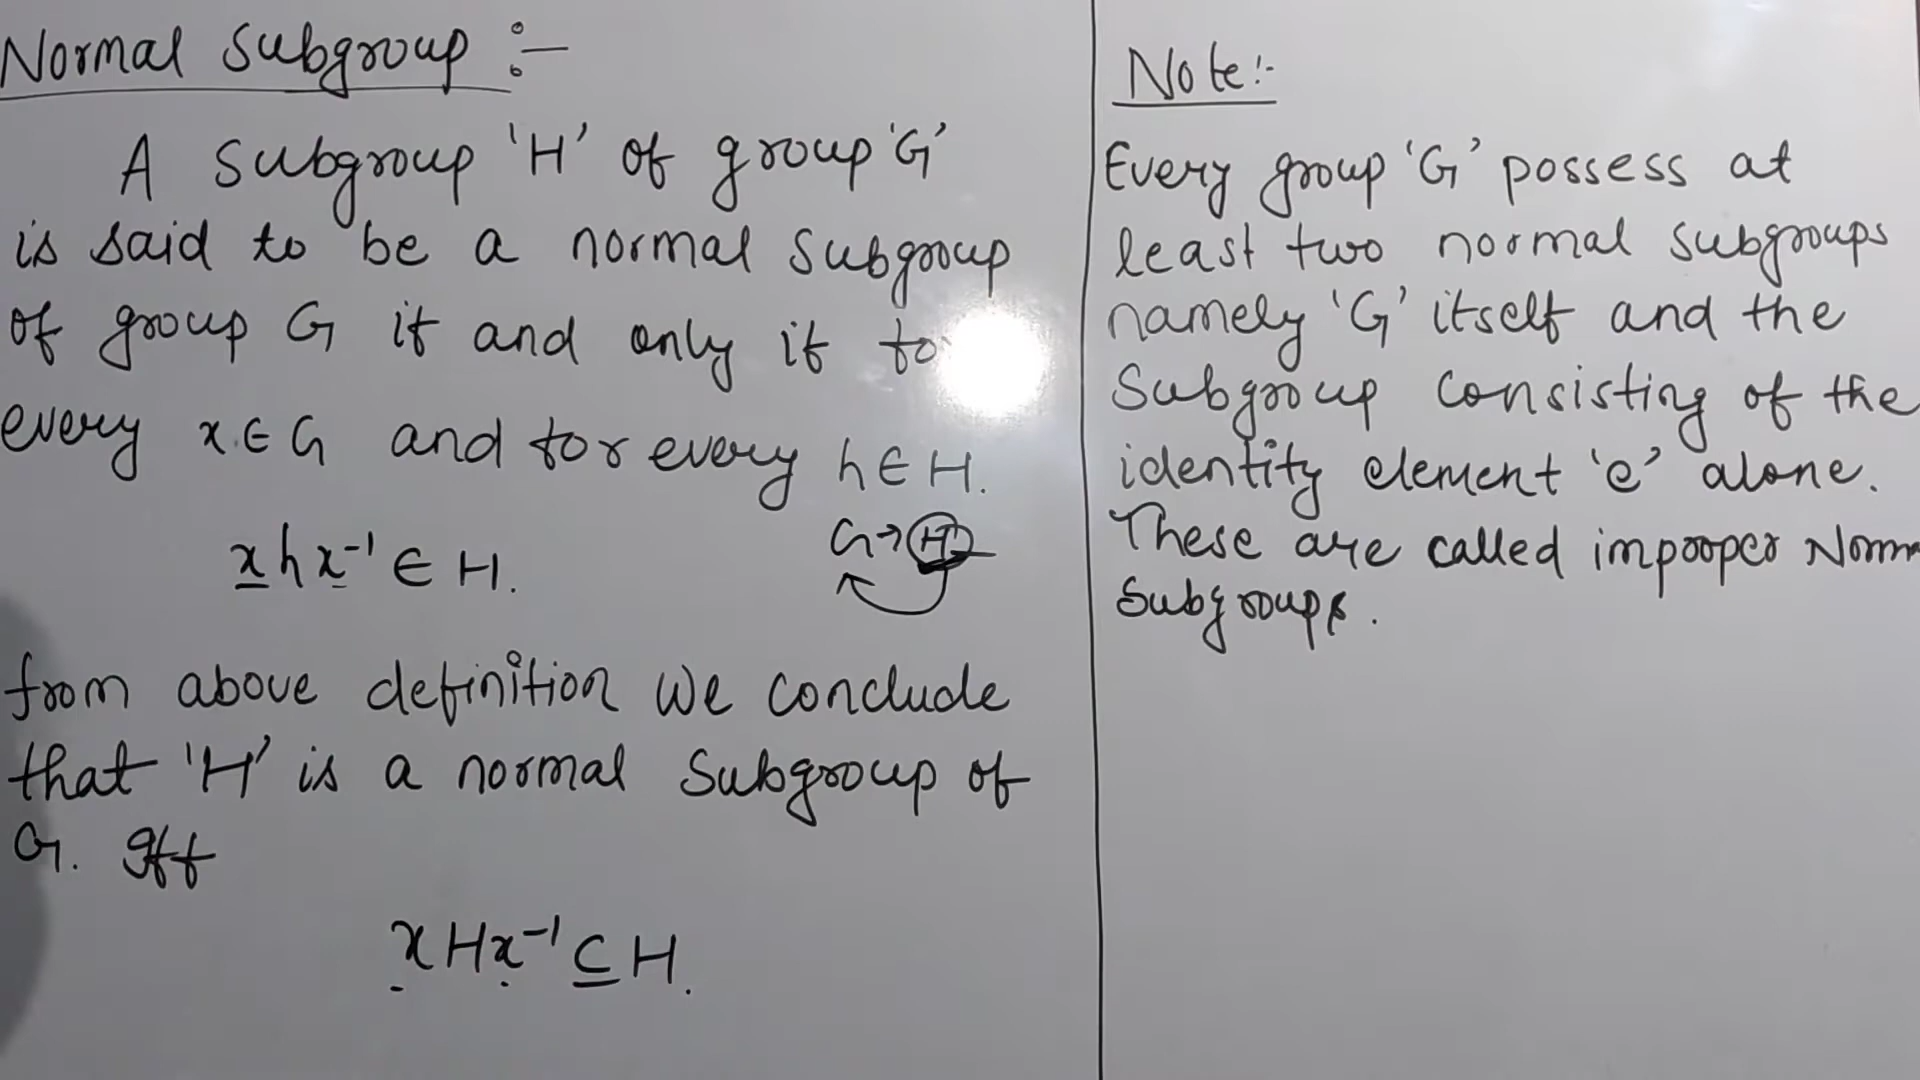 Normal Subgroup :-
A Subgroup 'H' of group 'G'
is said to be a normal Subgroup
of group G if and only if for
every x ∈ G and for every h ∈ H.
x h x⁻¹ ∈ H.
G → H
from above definition we conclude
that 'H' is a normal Subgroup of
G. Iff
x H x⁻¹ ⊆ H.
Note:-
Every group 'G' possess at
least two normal subgroups
namely 'G' itself and the
Subgroup consisting of the
identity element 'e' alone.
These are called improper Norm
Subgroups.